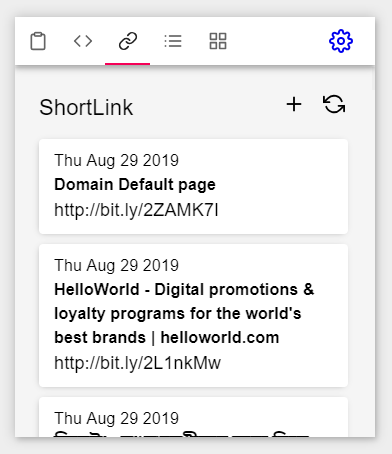 ShortLink
Thu Aug 29 2019
Domain Default page
http://bit.ly/2ZAMK7I
Thu Aug 29 2019
HelloWorld - Digital promotions &
loyalty programs for the world's
best brands | helloworld.com
http://bit.ly/2L1nkMw
Thu Aug 29 2019